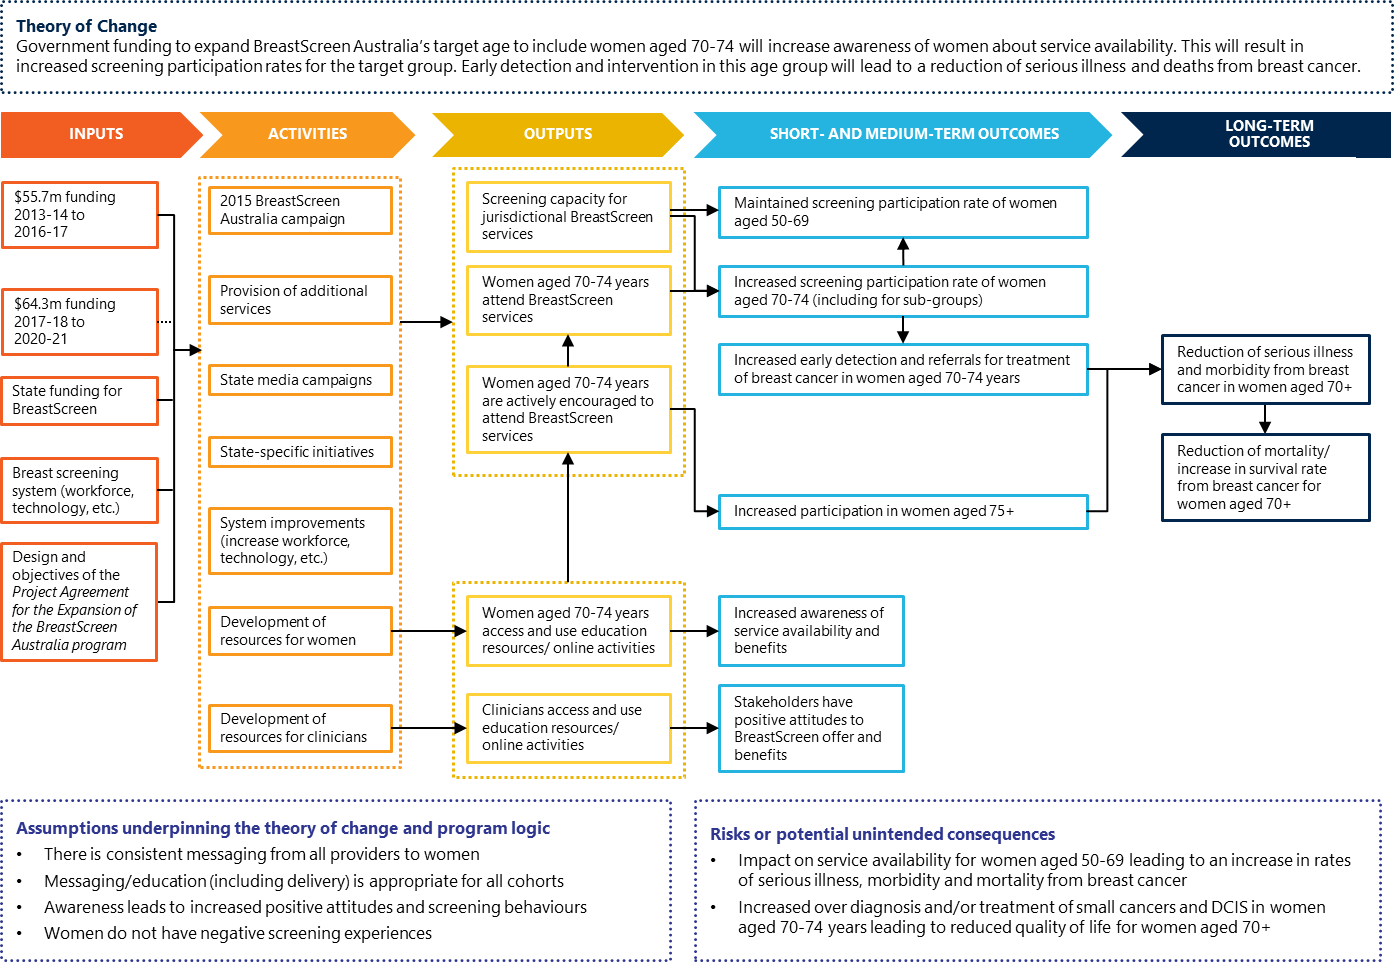 Theory of Change
Government funding to expand BreastScreen Australia's target age to include women aged 70-74 will increase awareness of women about service availability. This will result in
increased screening participation rates for the target group. Early detection and intervention in this age group will lead to a reduction of serious illness and deaths from breast cancer.
INPUTS
ACTIVITIES
OUTPUTS
SHORT- AND MEDIUM-TERM OUTCOMES
LONG-TERM
OUTCOMES
$55.7m funding
2013-14 to
2016-17
$64.3m funding
2017-18 to
2020-21
State funding for
BreastScreen
Breast screening
system (workforce,
technology, etc.)
Design and
objectives of the
Project Agreement
for the Expansion of
the BreastScreen
Australia program
2015 BreastScreen
Australia campaign
Provision of additional
services
State media campaigns
State-specific initiatives
System improvements
(increase workforce,
technology, etc.)
Development of
resources for women
Development of
resources for clinicians
Screening capacity for
jurisdictional BreastScreen
services
Women aged 70-74 years
attend BreastScreen
services
Women aged 70-74 years
are actively encouraged to
attend BreastScreen
services
Women aged 70-74 years
access and use education
resources/ online activities
Clinicians access and use
education resources/
online activities
Maintained screening participation rate of women
aged 50-69
Increased screening participation rate of women
aged 70-74 (including for sub-groups)
Increased early detection and referrals for treatment
of breast cancer in women aged 70-74 years
Increased participation in women aged 75+
Increased awareness of
service availability and
benefits
Stakeholders have
positive attitudes to
BreastScreen offer and
benefits
Reduction of serious illness
and morbidity from breast
cancer in women aged 70+
Reduction of mortality/
increase in survival rate
from breast cancer for
women aged 70+
Assumptions underpinning the theory of change and program logic
• There is consistent messaging from all providers to women
• Messaging/education (including delivery) is appropriate for all cohorts
• Awareness leads to increased positive attitudes and screening behaviours
• Women do not have negative screening experiences
Risks or potential unintended consequences
• Impact on service availability for women aged 50-69 leading to an increase in rates
of serious illness, morbidity and mortality from breast cancer
• Increased over diagnosis and/or treatment of small cancers and DCIS in women
aged 70-74 years leading to reduced quality of life for women aged 70+